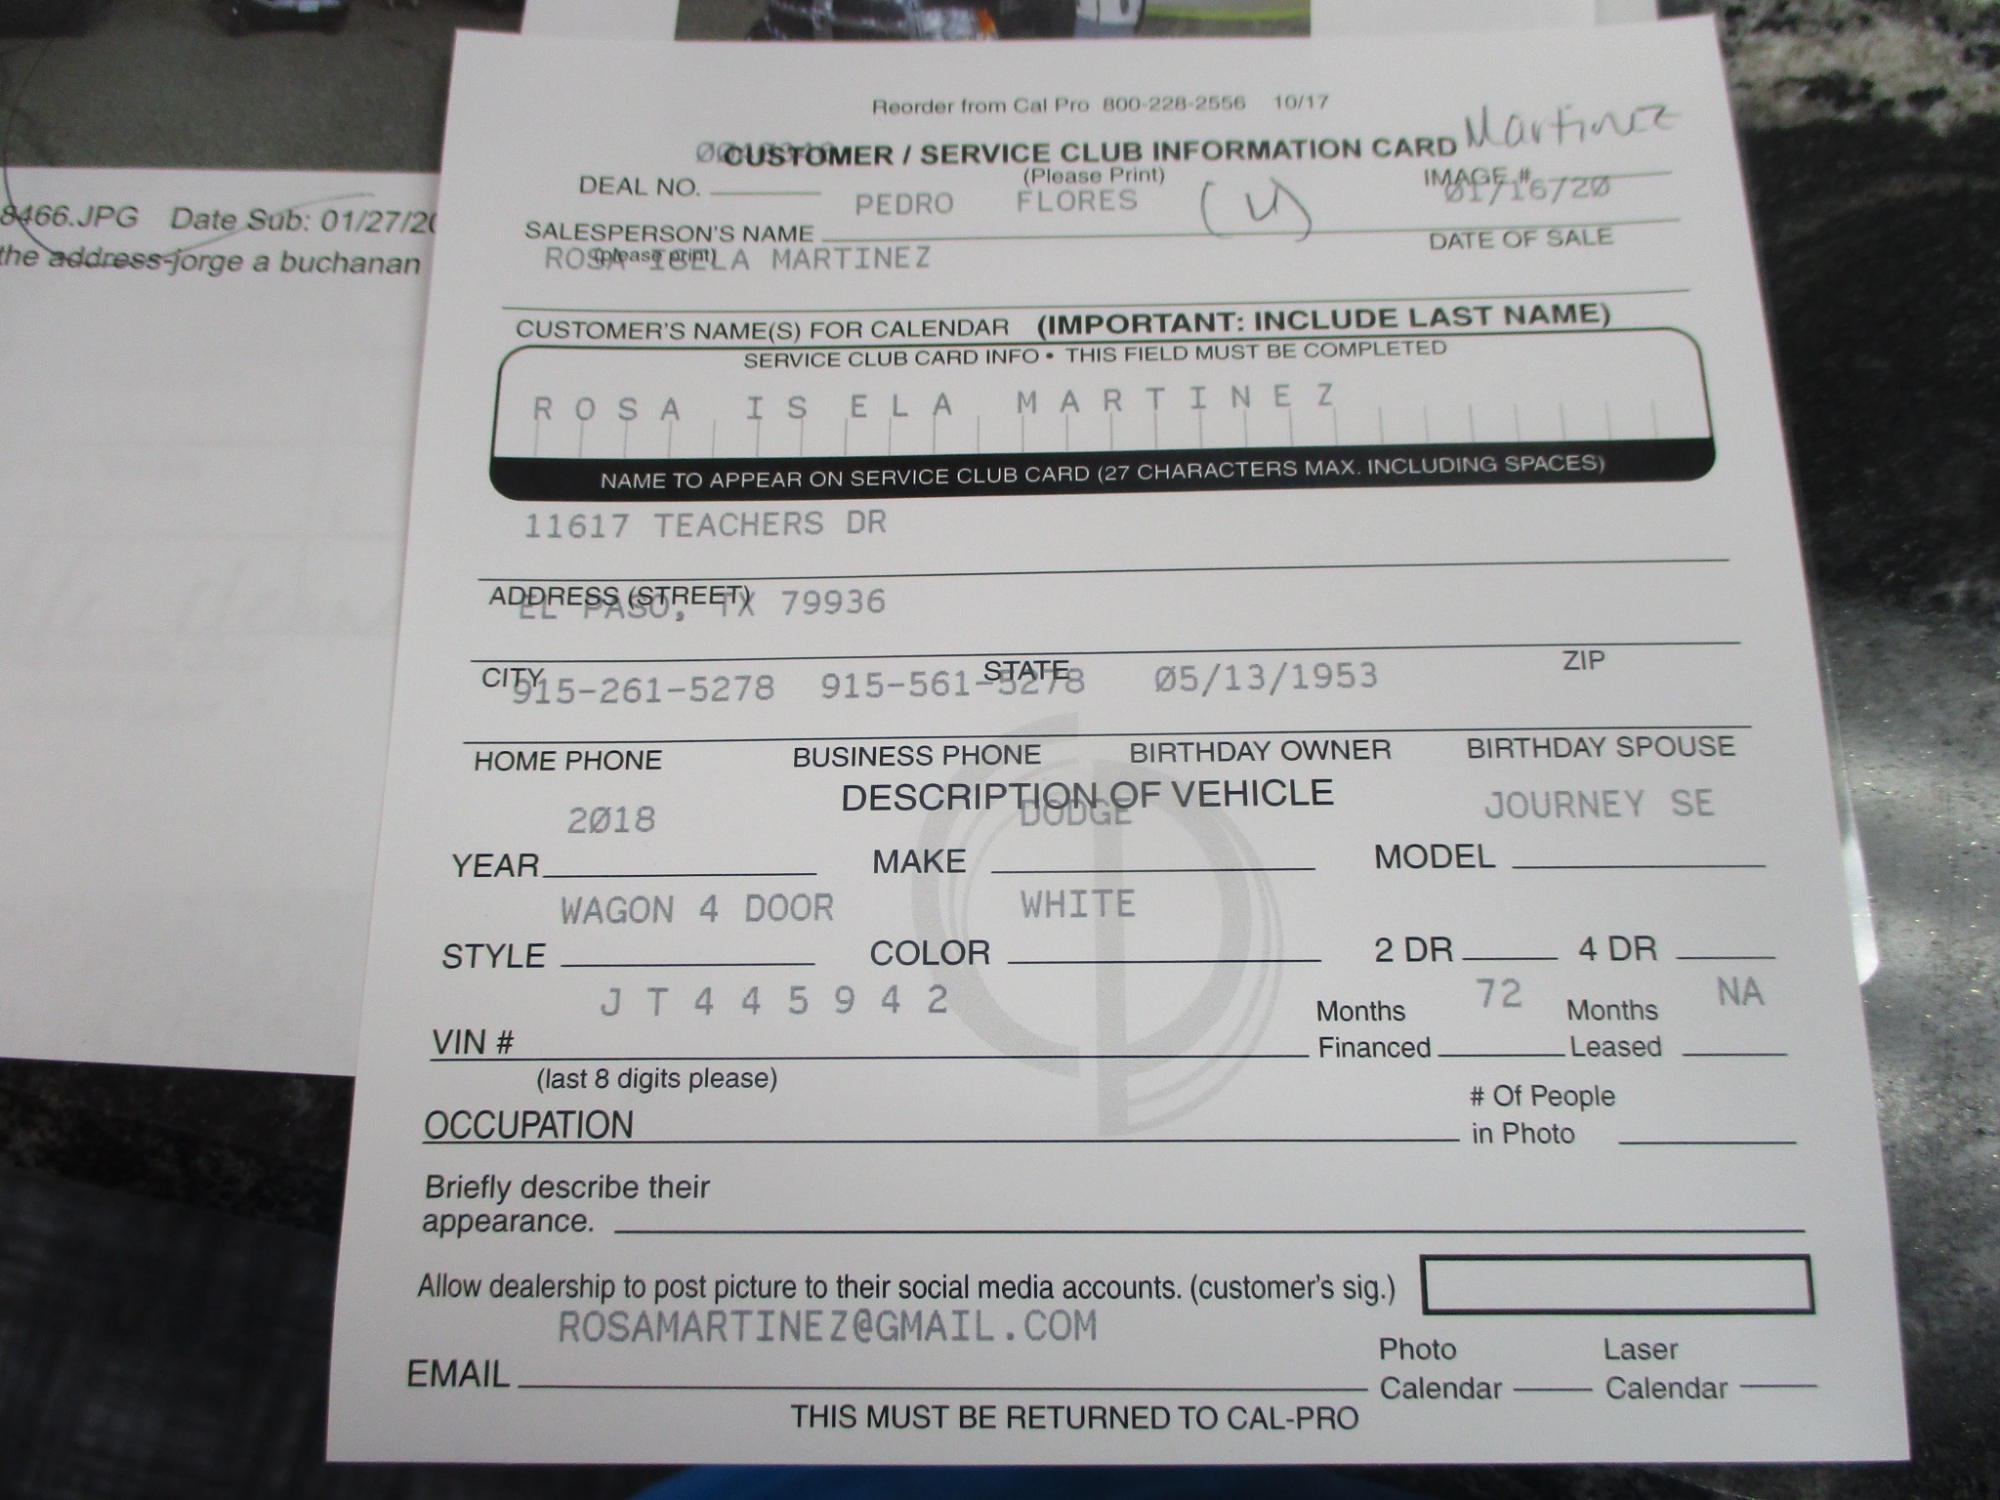 Reorder from Cal Pro 800-228-2556 10/17
Martinez
CUSTOMER / SERVICE CLUB INFORMATION CARD
(Please Print)
DEAL NO.
IMAGE #
PEDRO FLORES (U) 01/16/20
SALESPERSON'S NAME
DATE OF SALE
(please print)
ROSA ISELA MARTINEZ
CUSTOMER'S NAME(S) FOR CALENDAR (IMPORTANT: INCLUDE LAST NAME)
SERVICE CLUB CARD INFO • THIS FIELD MUST BE COMPLETED
ROSA ISELA MARTINEZ
NAME TO APPEAR ON SERVICE CLUB CARD (27 CHARACTERS MAX. INCLUDING SPACES)
11617 TEACHERS DR
ADDRESS (STREET)
EL PASO, TX 79936
CITY STATE ZIP
915-261-5278 915-561-5278 05/13/1953
HOME PHONE BUSINESS PHONE BIRTHDAY OWNER BIRTHDAY SPOUSE
DESCRIPTION OF VEHICLE
2018 DODGE JOURNEY SE
YEAR MAKE MODEL
WAGON 4 DOOR WHITE
STYLE COLOR 2 DR 4 DR
JT445942 72 NA
VIN # Months Financed Months Leased
(last 8 digits please)
OCCUPATION # Of People in Photo
Briefly describe their
appearance.
Allow dealership to post picture to their social media accounts. (customer's sig.)
ROSAMARTINEZ@GMAIL.COM
EMAIL Photo Calendar Laser Calendar
THIS MUST BE RETURNED TO CAL-PRO
8466.JPG Date Sub: 01/27/20
the address-jorge a buchanan